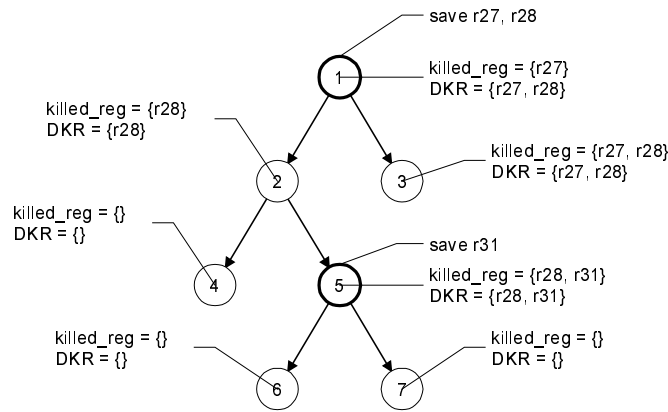 save r27, r28
1
killed_reg = {r27}
DKR = {r27, r28}
killed_reg = {r28}
DKR = {r28}
2
3
killed_reg = {r27, r28}
DKR = {r27, r28}
killed_reg = {}
DKR = {}
4
save r31
5
killed_reg = {r28, r31}
DKR = {r28, r31}
killed_reg = {}
DKR = {}
6
7
killed_reg = {}
DKR = {}